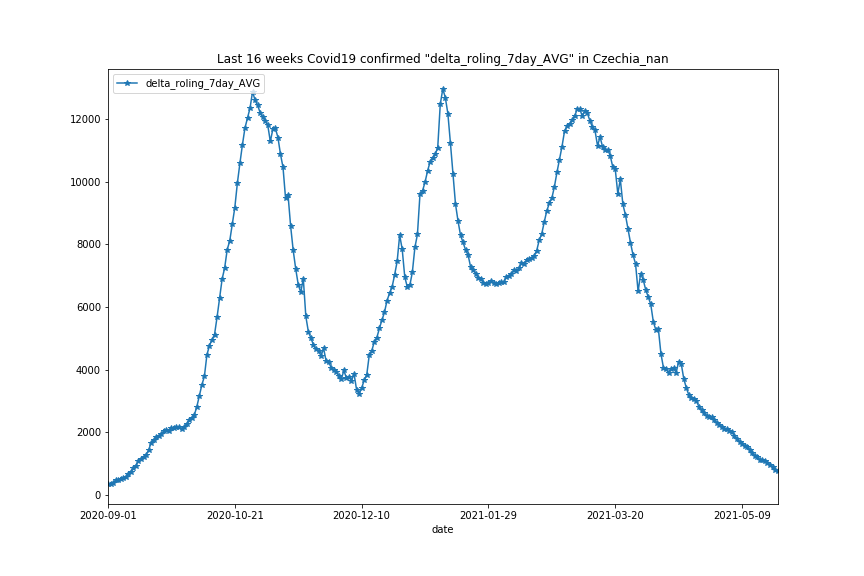 Last 16 weeks Covid19 confirmed "delta_roling_7day_AVG" in Czechia_nan
delta_roling_7day_AVG
12000
10000
8000
6000
4000
2000
0
2020-09-01 2020-10-21 2020-12-10 2021-01-29 2021-03-20 2021-05-09
date